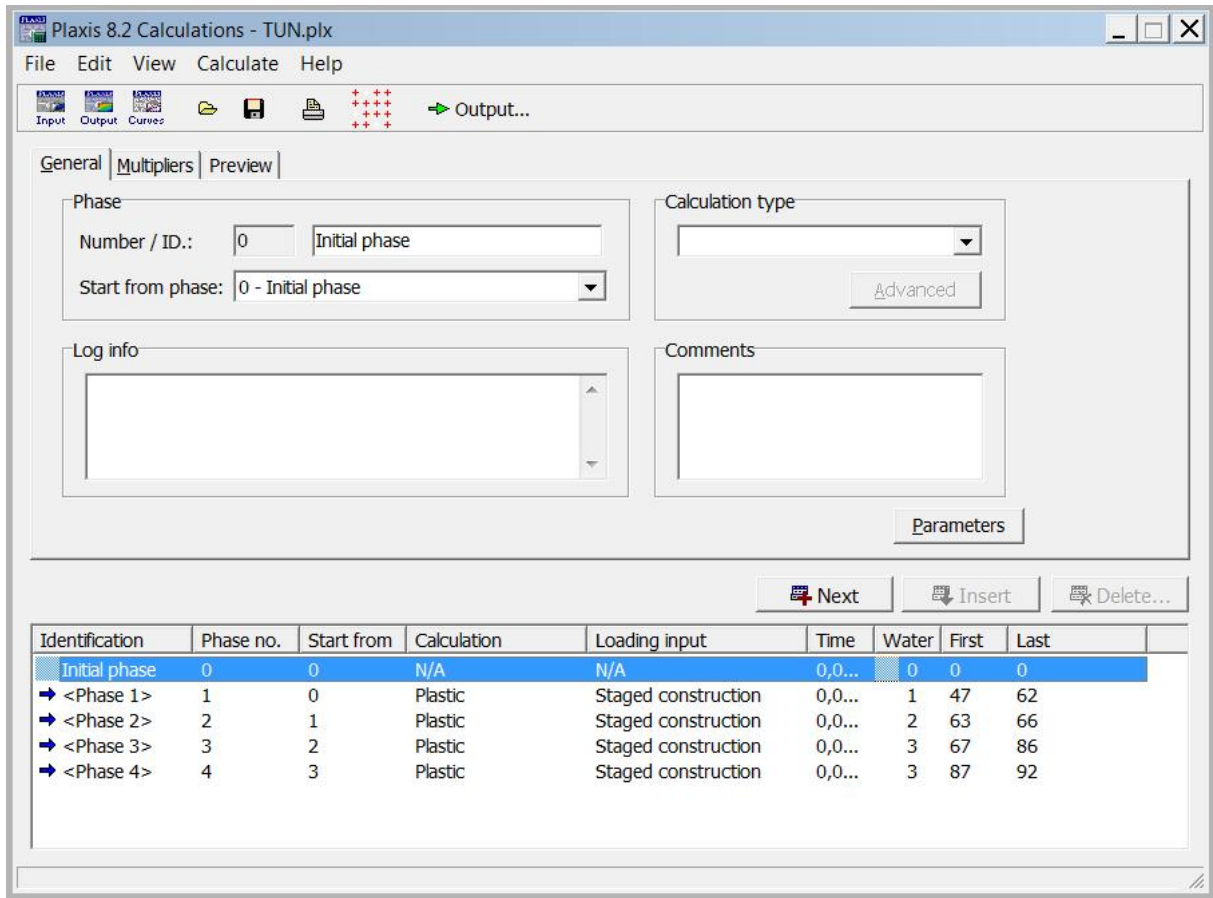 Plaxis 8.2 Calculations - TUN.plx
File Edit View Calculate Help
Input Output Curves Output...
General Multipliers Preview
Phase
Number / ID.: 0 Initial phase
Start from phase: 0 - Initial phase
Calculation type
Advanced
Log info
Comments
Parameters
Next Insert Delete...
Identification Phase no. Start from Calculation Loading input Time Water First Last
Initial phase 0 0 N/A N/A 0,0... 0 0 0
<Phase 1> 1 0 Plastic Staged construction 0,0... 1 47 62
<Phase 2> 2 1 Plastic Staged construction 0,0... 2 63 66
<Phase 3> 3 2 Plastic Staged construction 0,0... 3 67 86
<Phase 4> 4 3 Plastic Staged construction 0,0... 3 87 92